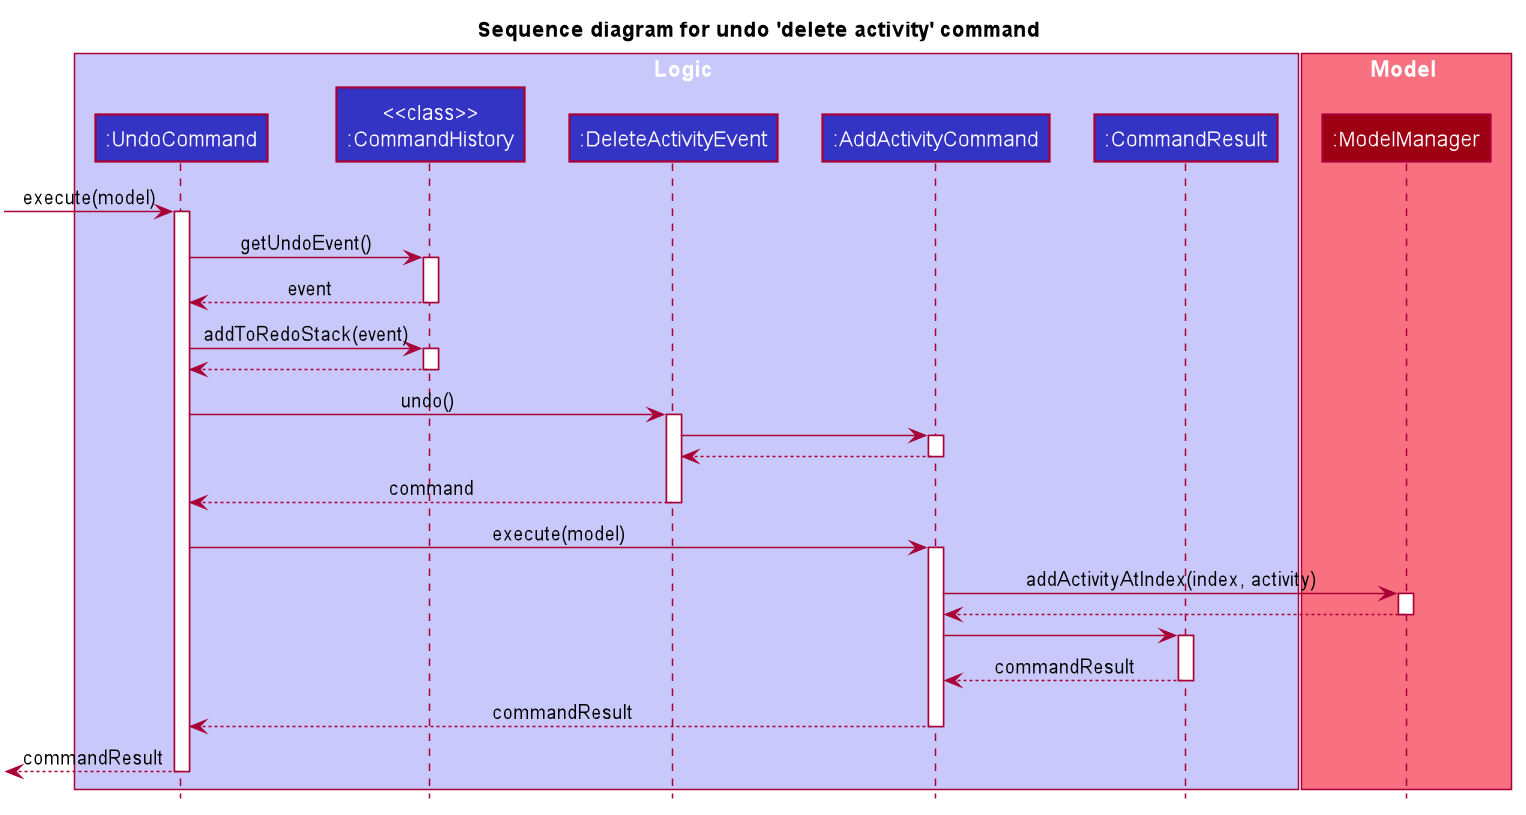 Sequence diagram for undo 'delete activity' command
Logic
Model
<<class>>
:UndoCommand
:CommandHistory
:DeleteActivityEvent
:AddActivityCommand
:CommandResult
:ModelManager
execute(model)
getUndoEvent()
event
addToRedoStack(event)
undo()
command
execute(model)
addActivityAtIndex(index, activity)
commandResult
commandResult
commandResult